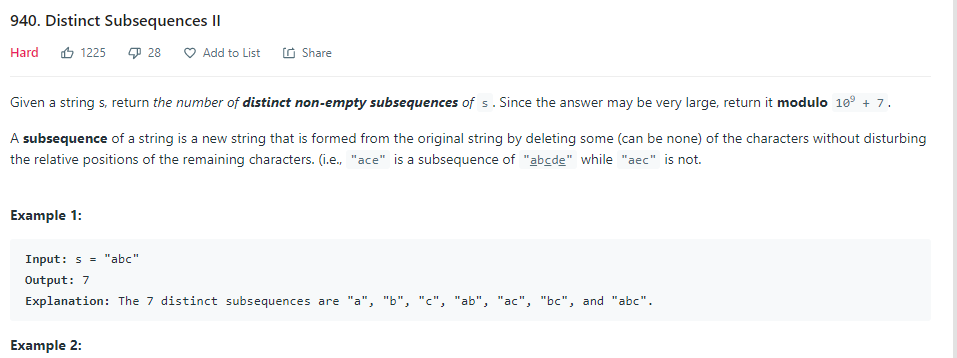 940. Distinct Subsequences II
Hard 1225 28 Add to List Share
Given a string s, return the number of distinct non-empty subsequences of s . Since the answer may be very large, return it modulo 10⁹ + 7 .
A subsequence of a string is a new string that is formed from the original string by deleting some (can be none) of the characters without disturbing
the relative positions of the remaining characters. (i.e., "ace" is a subsequence of "abcde" while "aec" is not.
Example 1:
Input: s = "abc"
Output: 7
Explanation: The 7 distinct subsequences are "a", "b", "c", "ab", "ac", "bc", and "abc".
Example 2: